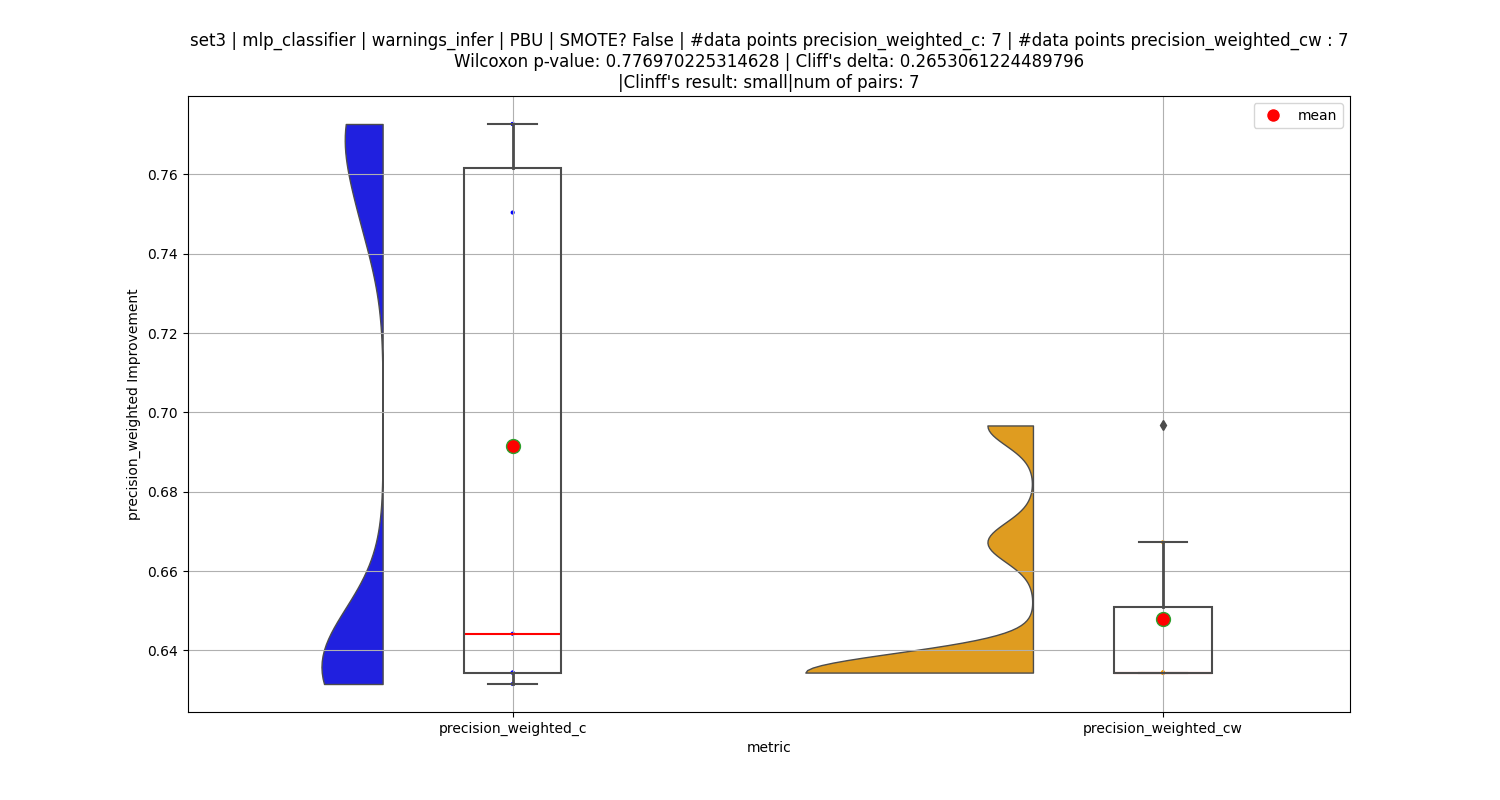 set3 | mlp_classifier | warnings_infer | PBU | SMOTE? False | #data points precision_weighted_c: 7 | #data points precision_weighted_cw : 7
Wilcoxon p-value: 0.776970225314628 | Cliff's delta: 0.2653061224489796
|Clinff's result: small|num of pairs: 7
mean
0.76
0.74
0.72
0.70
0.68
0.66
0.64
precision_weighted Improvement
precision_weighted_c
precision_weighted_cw
metric